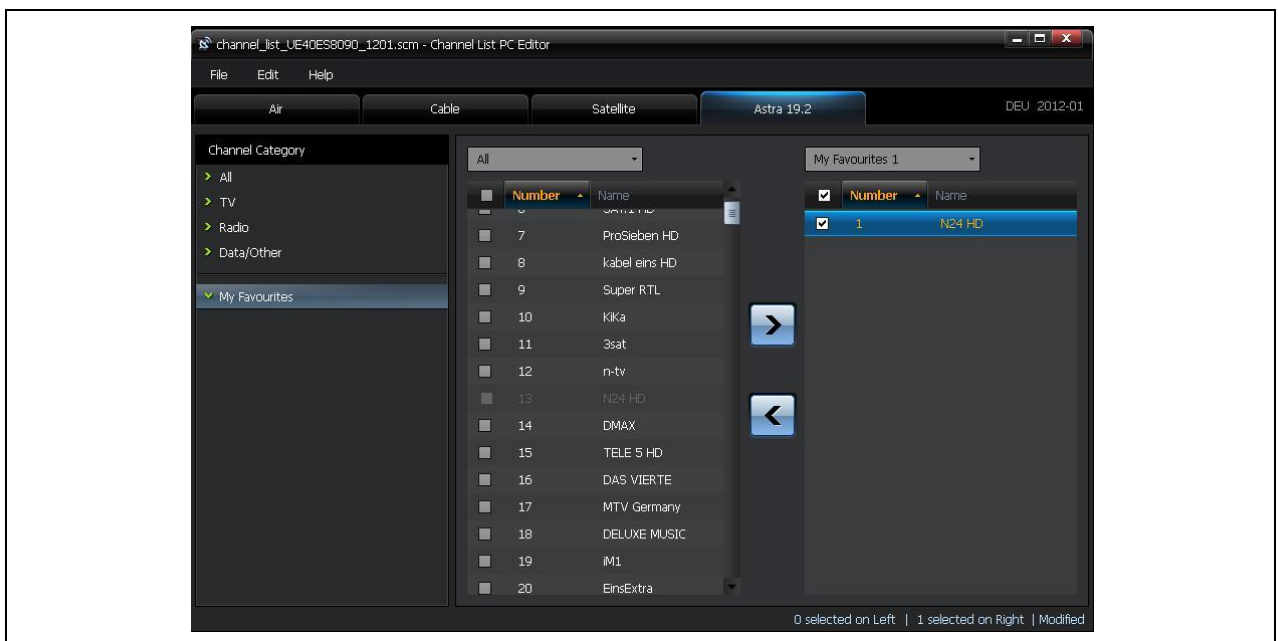 channel_list_UE40ES8090_1201.scm - Channel List PC Editor
File Edit Help
Air Cable Satellite Astra 19.2 DEU 2012-01
Channel Category
> All
> TV
> Radio
> Data/Other
My Favourites
All
Number Name
6 SAT.1 HD
7 ProSieben HD
8 kabel eins HD
9 Super RTL
10 KiKa
11 3sat
12 n-tv
13 N24 HD
14 DMAX
15 TELE 5 HD
16 DAS VIERTE
17 MTV Germany
18 DELUXE MUSIC
19 iM1
20 EinsExtra
>
<
My Favourites 1
Number Name
1 N24 HD
0 selected on Left | 1 selected on Right | Modified